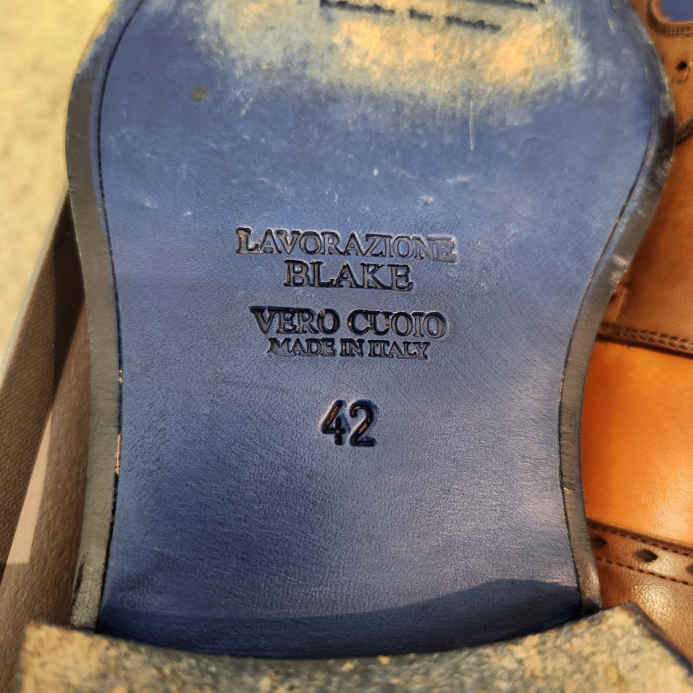 LAVORAZIONE
BLAKE
VERO CUOIO
MADE IN ITALY
42